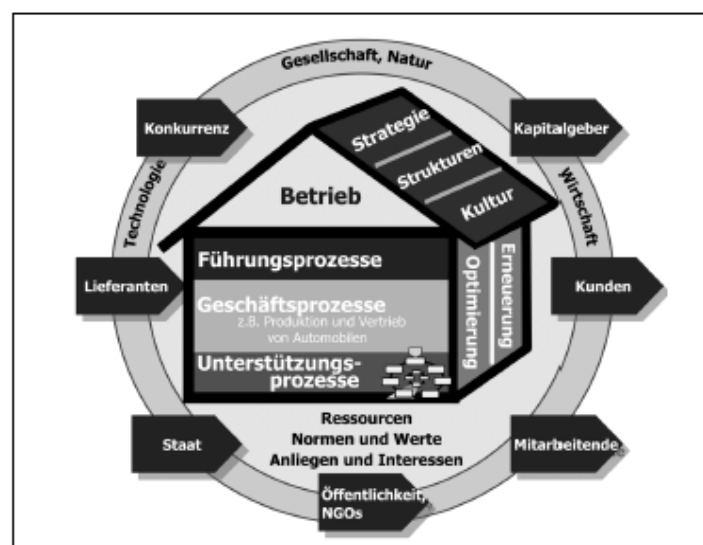 Gesellschaft, Natur
Konkurrenz
Kapitalgeber
Strategie
Strukturen
Kultur
Betrieb
Technologie
Wirtschaft
Führungsprozesse
Erneuerung
Optimierung
Lieferanten
Kunden
Geschäftsprozesse
z.B. Produktion und Vertrieb
von Automobilen
Unterstützungs-
prozesse
Ressourcen
Normen und Werte
Anliegen und Interessen
Staat
Mitarbeitende
Öffentlichkeit,
NGOs